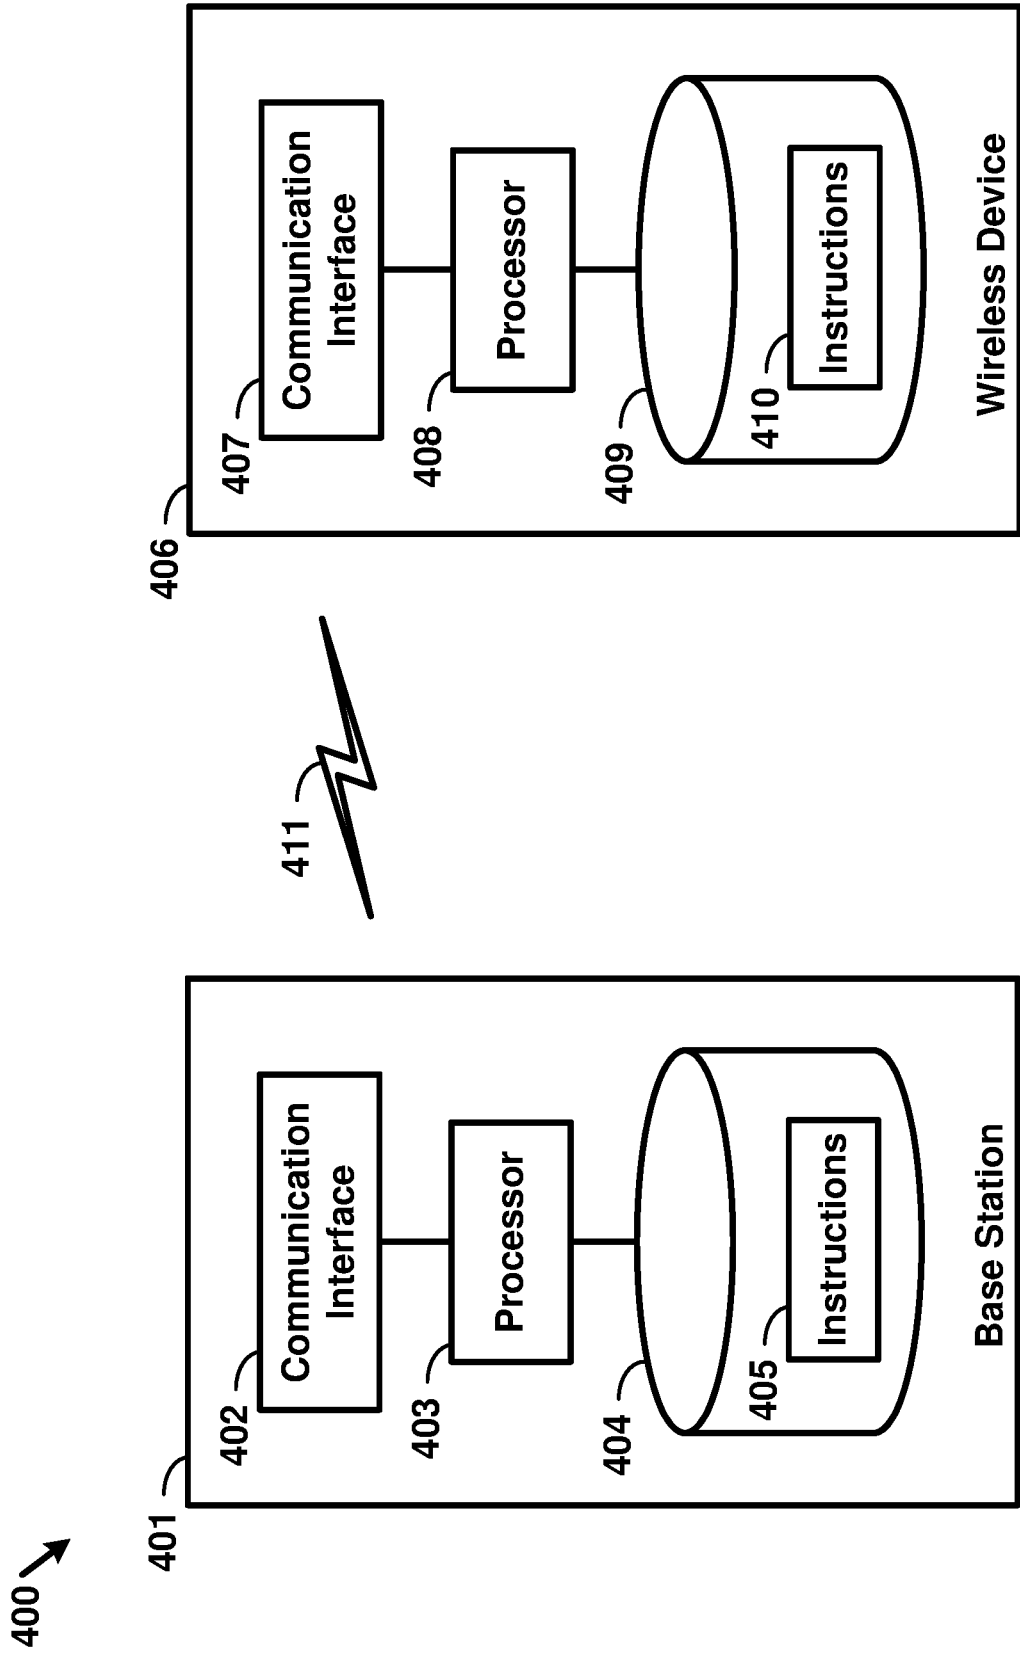 400
401
402
Communication
Interface
403
Processor
404
405
Instructions
Base Station
411
406
407
Communication
Interface
408
Processor
409
410
Instructions
Wireless Device